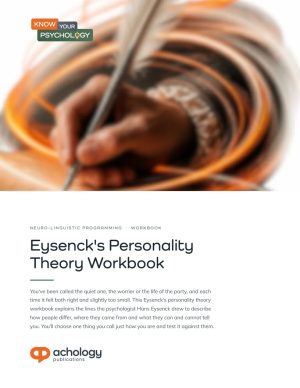 KNOW YOUR
PSYCHOLOGY
NEURO-LINGUISTIC PROGRAMMING WORKBOOK
Eysenck's Personality
Theory Workbook
You've been called the quiet one, the worrier or the life of the party, and each
time it felt both right and slightly too small. This Eysenck's personality theory
workbook explains the lines the psychologist Hans Eysenck drew to describe
how people differ, where they came from and what they can and cannot tell
you. You'll choose one thing you call just how you are and test it against them.
achology
publications